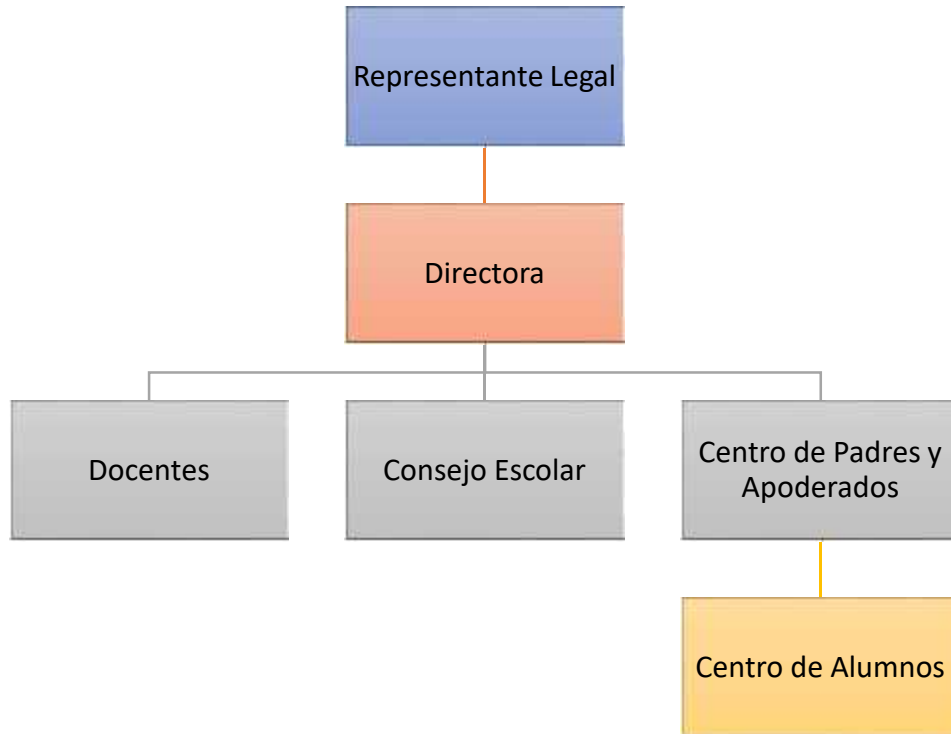 Representante Legal
Directora
Docentes
Consejo Escolar
Centro de Padres y
Apoderados
Centro de Alumnos